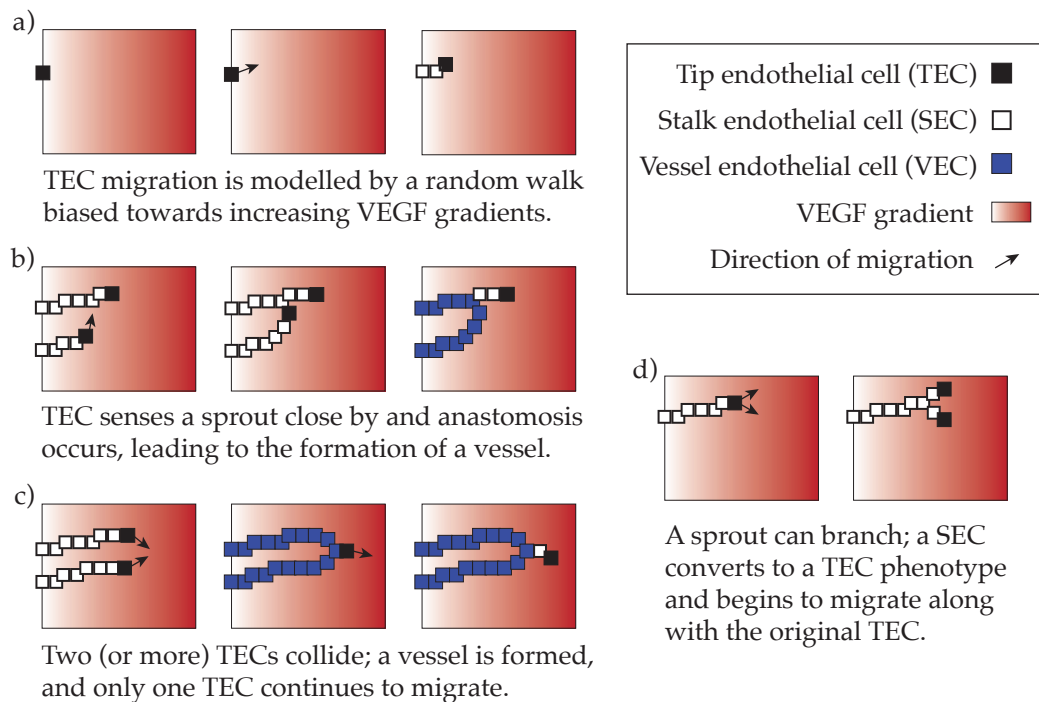 a)
TEC migration is modelled by a random walk
biased towards increasing VEGF gradients.
Tip endothelial cell (TEC)
Stalk endothelial cell (SEC)
Vessel endothelial cell (VEC)
VEGF gradient
Direction of migration
b)
TEC senses a sprout close by and anastomosis
occurs, leading to the formation of a vessel.
c)
Two (or more) TECs collide; a vessel is formed,
and only one TEC continues to migrate.
d)
A sprout can branch; a SEC
converts to a TEC phenotype
and begins to migrate along
with the original TEC.